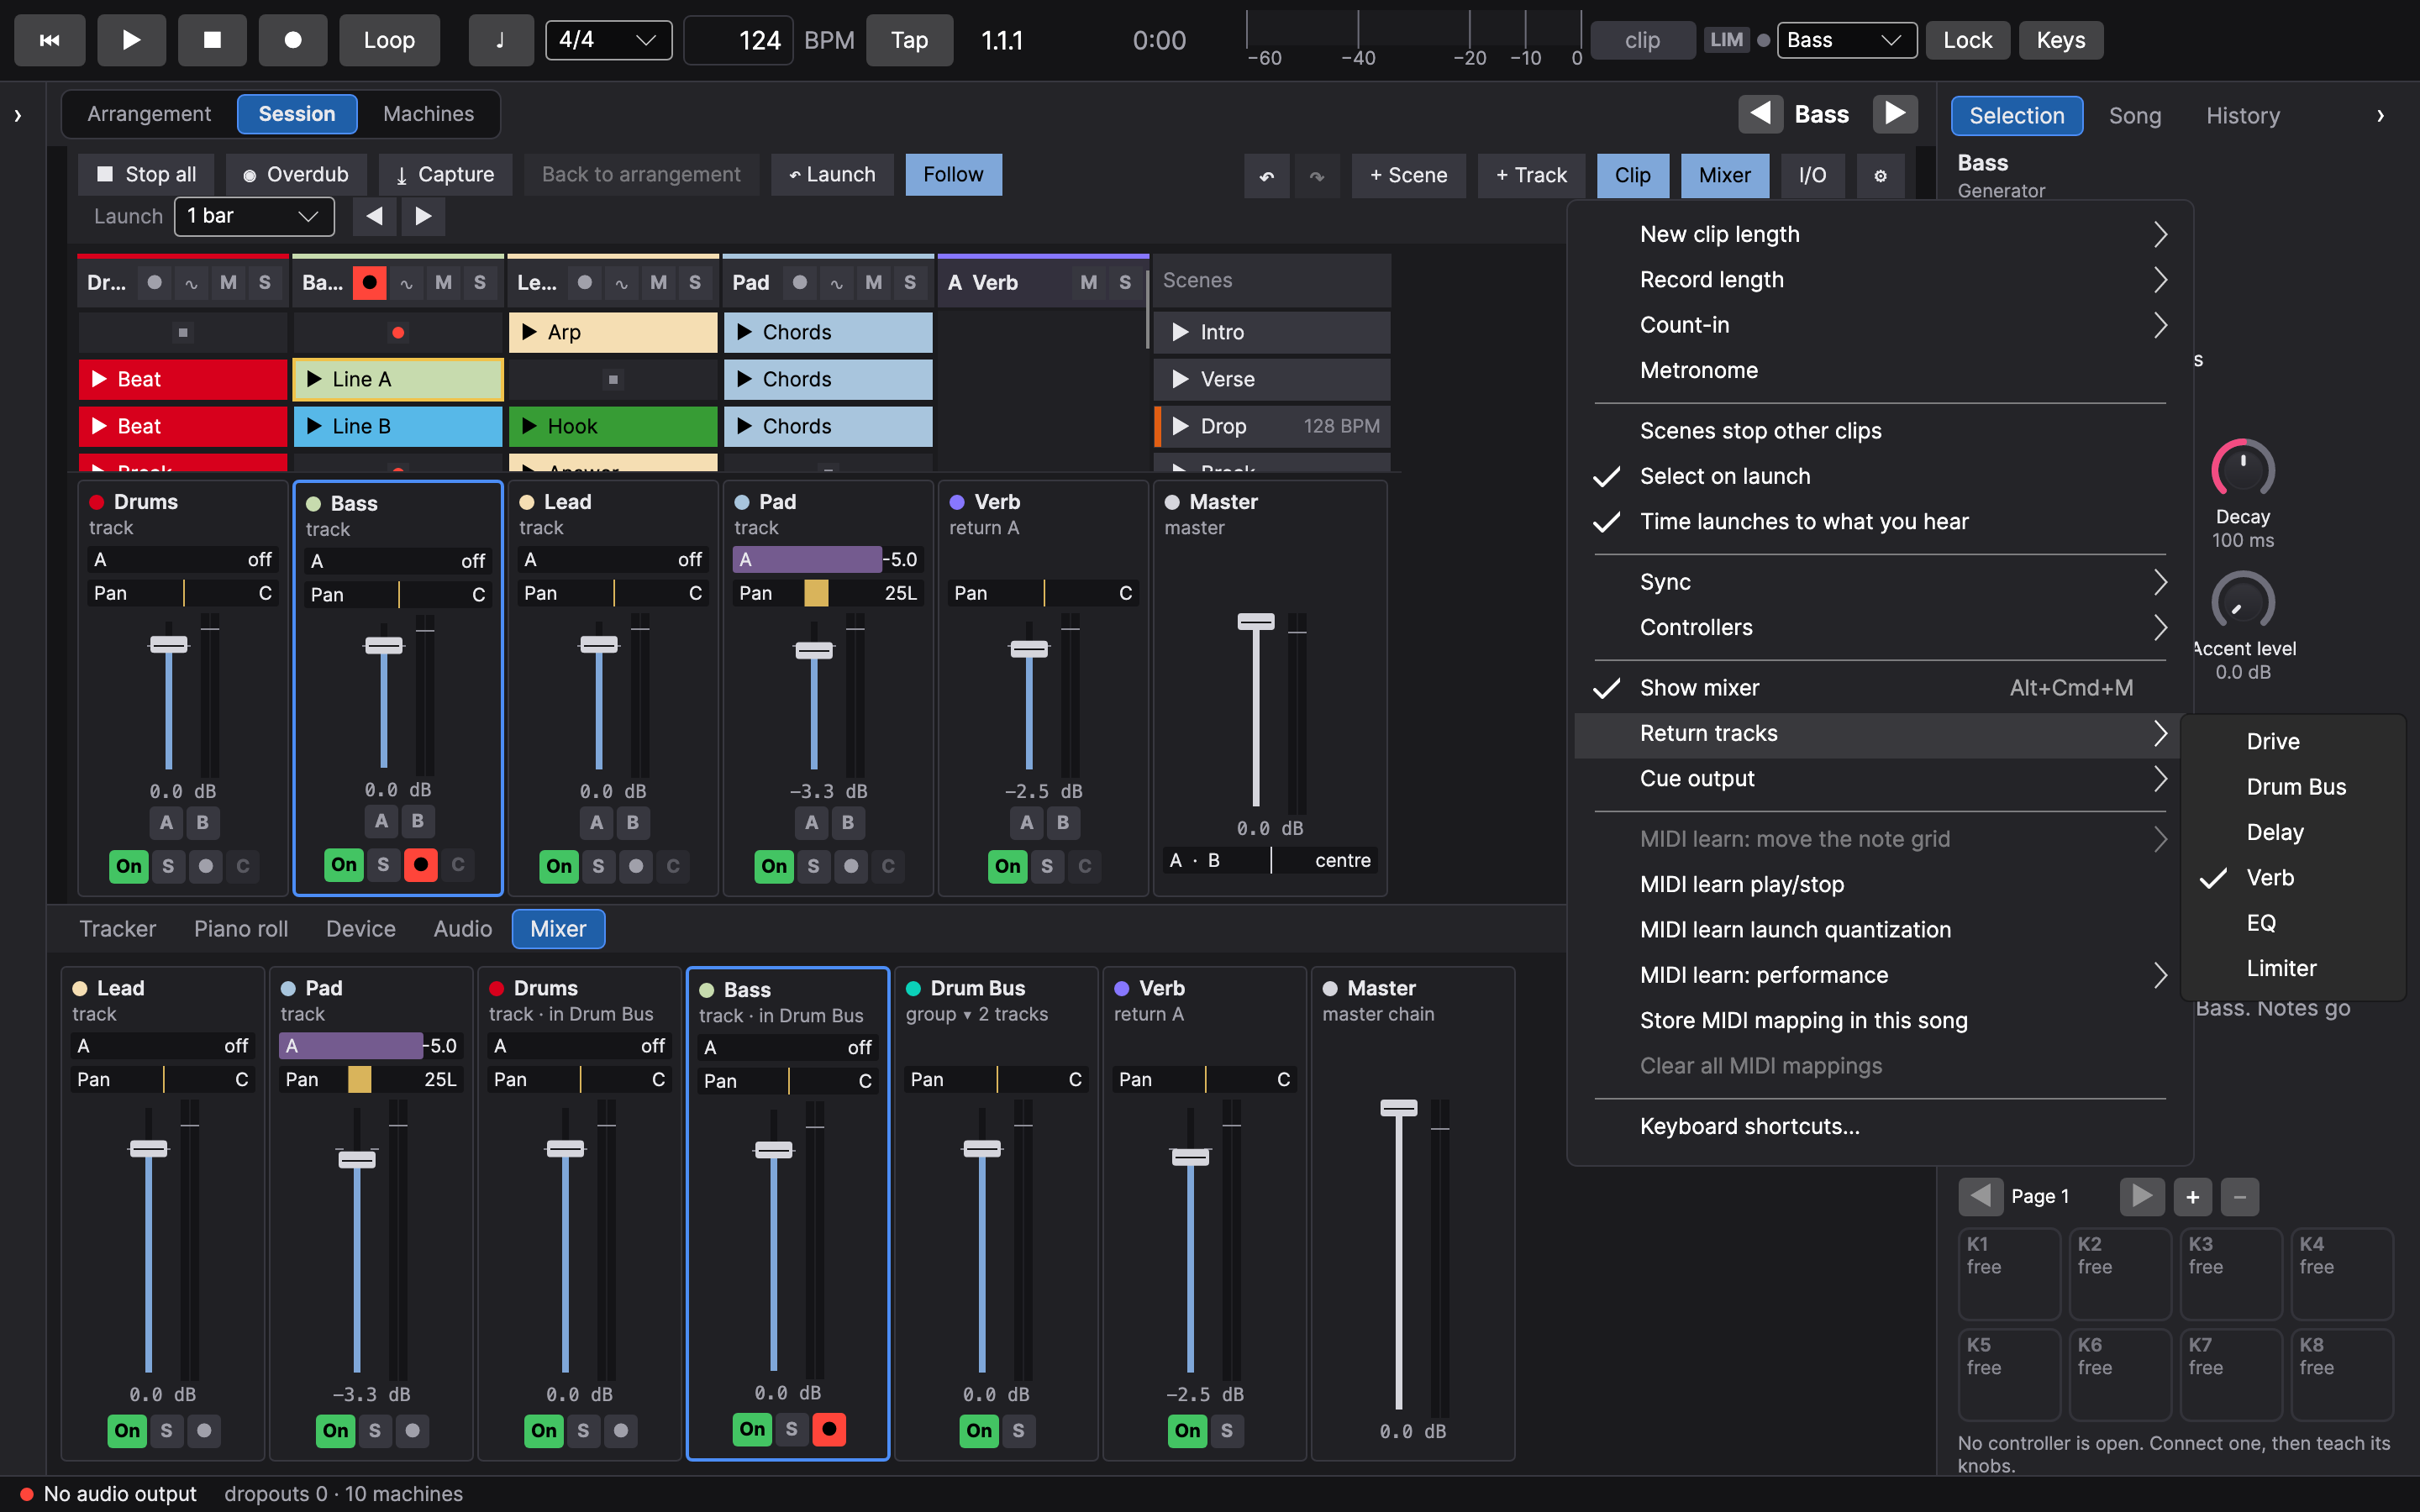 Loop
4/4
124 BPM
Tap
1.1.1
0:00
−60 −40 −20 −10 0
clip
LIM
Bass
Lock
Keys
Arrangement Session Machines
Bass
Selection Song History
Stop all
Overdub
Capture
Back to arrangement
Launch
Follow
+ Scene
+ Track
Clip
Mixer
I/O
Bass
Generator
Launch 1 bar
Dr... M S
Ba... M S
Le... M S
Pad M S
A Verb M S
Scenes
Arp
Chords
Intro
Beat
Line A
Chords
Verse
Beat
Line B
Hook
Chords
Drop 128 BPM
Break
Answer
Break
New clip length
Record length
Count-in
Metronome
Scenes stop other clips
Select on launch
Time launches to what you hear
Sync
Controllers
Show mixer Alt+Cmd+M
Return tracks
Cue output
MIDI learn: move the note grid
MIDI learn play/stop
MIDI learn launch quantization
MIDI learn: performance
Store MIDI mapping in this song
Clear all MIDI mappings
Keyboard shortcuts...
Drive
Drum Bus
Delay
Verb
EQ
Limiter
s
Decay
100 ms
Accent level
0.0 dB
Bass. Notes go
Drums
track
A off
Pan C
0.0 dB
A B
On S C
Bass
track
A off
Pan C
0.0 dB
A B
On S C
Lead
track
A off
Pan C
0.0 dB
A B
On S C
Pad
track
A -5.0
Pan 25L
−3.3 dB
A B
On S C
Verb
return A
Pan C
−2.5 dB
A B
On S C
Master
master
0.0 dB
A · B centre
Tracker Piano roll Device Audio Mixer
Lead
track
A off
Pan C
0.0 dB
On S
Pad
track
A -5.0
Pan 25L
−3.3 dB
On S
Drums
track · in Drum Bus
A off
Pan C
0.0 dB
On S
Bass
track · in Drum Bus
A off
Pan C
0.0 dB
On S
Drum Bus
group ▾ 2 tracks
Pan C
0.0 dB
On S
Verb
return A
Pan C
−2.5 dB
On S
Master
master chain
0.0 dB
Page 1 + −
K1
free
K2
free
K3
free
K4
free
K5
free
K6
free
K7
free
K8
free
No controller is open. Connect one, then teach its
knobs.
No audio output dropouts 0 · 10 machines